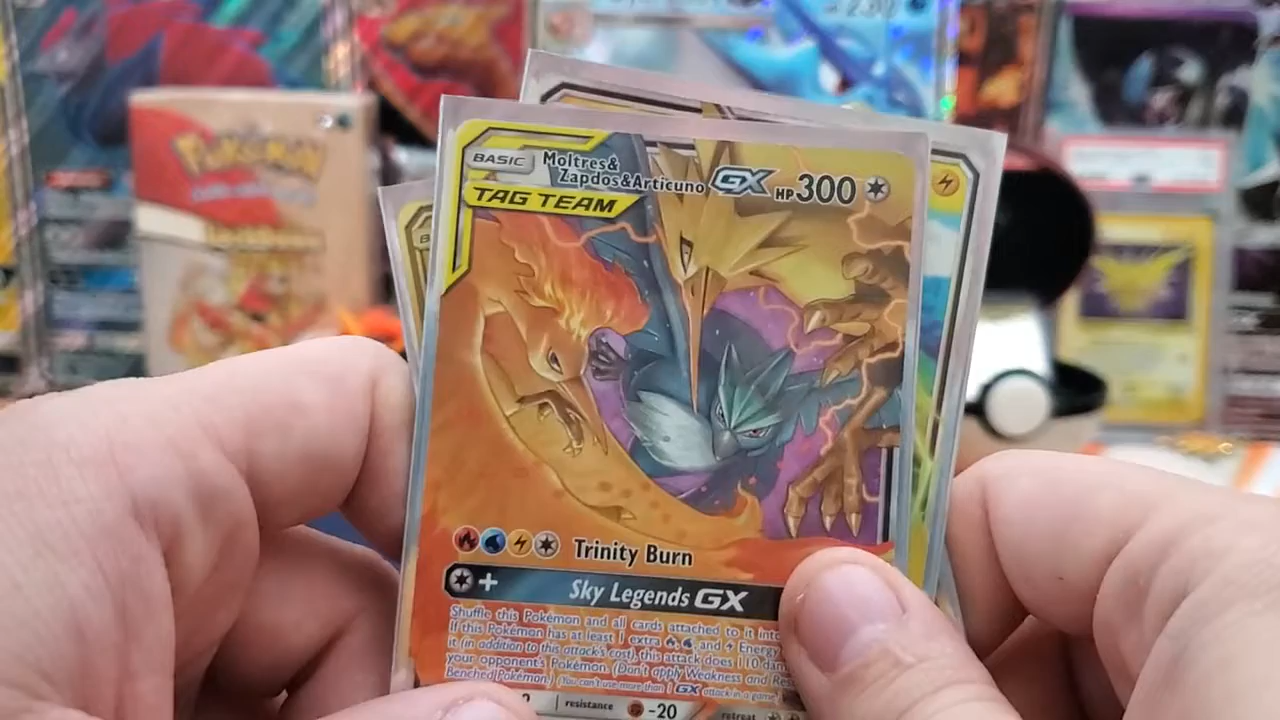 Pokémon
BASIC
Moltres&
Zapdos&Articuno GX HP 300
TAG TEAM
Trinity Burn
+ Sky Legends GX
Shuffle this Pokémon and all cards attached to it into
If this Pokémon has at least 1 extra , , and Energy
it (in addition to this attack's cost), this attack does 110 dam
your opponent's Pokémon. (Don't apply Weakness and Res
Benched Pokémon.) (You can't use more than 1 GX attack in a game
2 resistance -20 retreat